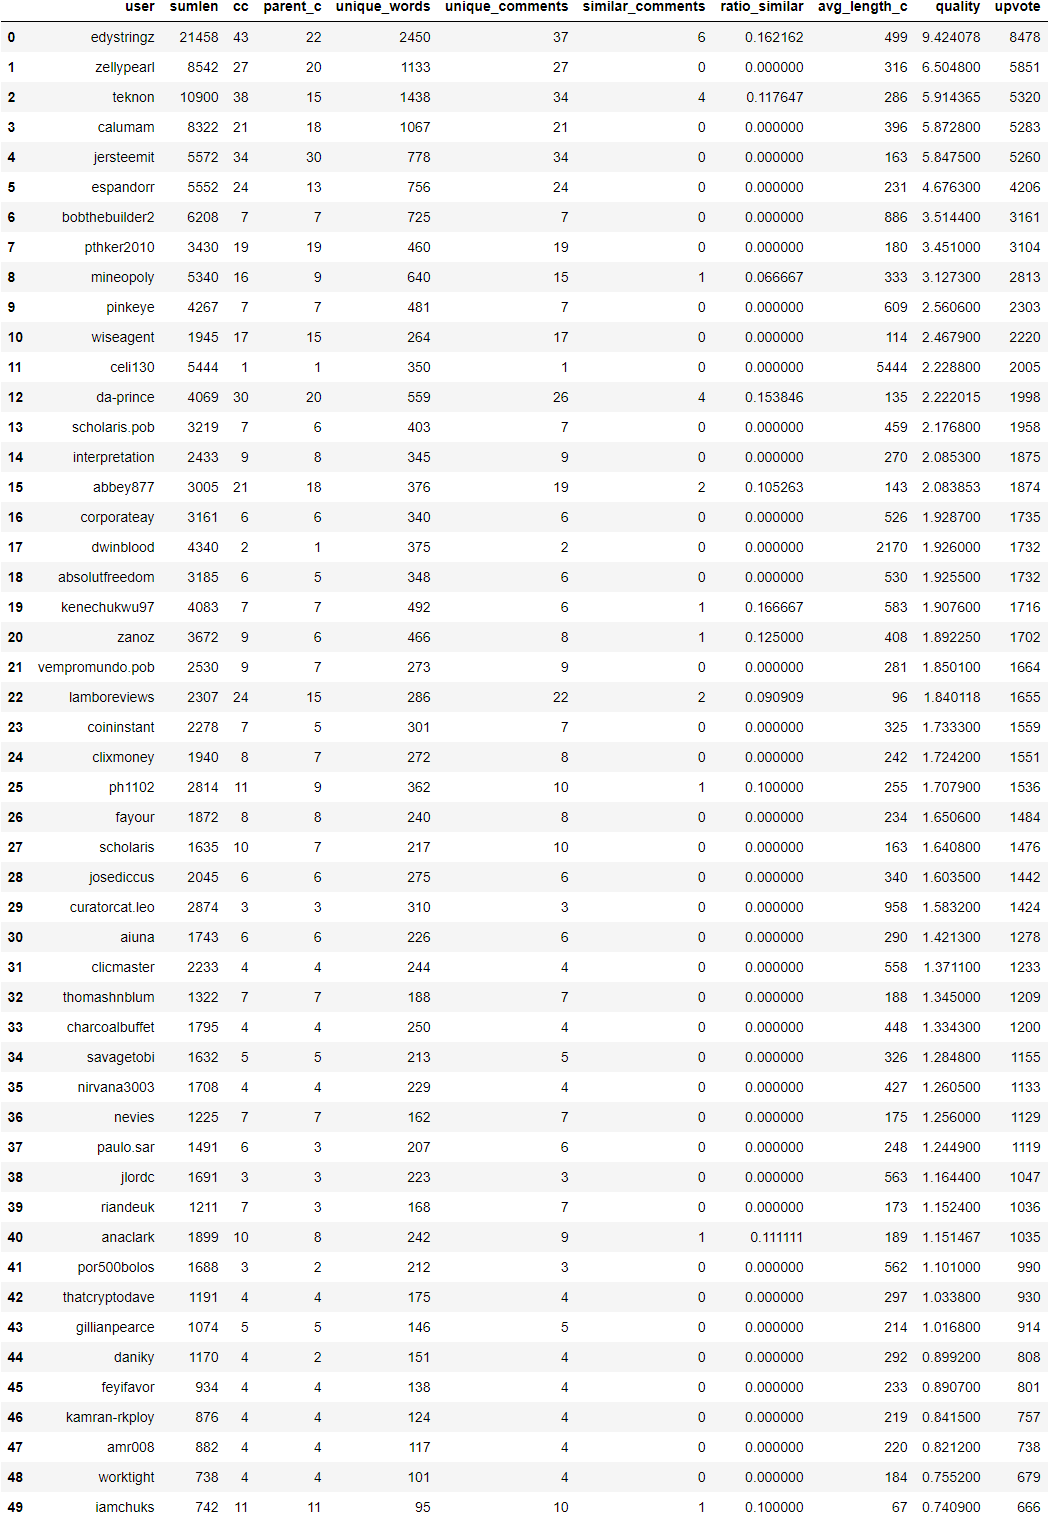 user sumlen cc parent_c unique_words unique_comments similar_comments ratio_similar avg_length_c quality upvote
0 edystringz 21458 43 22 2450 37 6 0.162162 499 9.424078 8478
1 zellypearl 8542 27 20 1133 27 0 0.000000 316 6.504800 5851
2 teknon 10900 38 15 1438 34 4 0.117647 286 5.914365 5320
3 calumam 8322 21 18 1067 21 0 0.000000 396 5.872800 5283
4 jersteemit 5572 34 30 778 34 0 0.000000 163 5.847500 5260
5 espandorr 5552 24 13 756 24 0 0.000000 231 4.676300 4206
6 bobthebuilder2 6208 7 7 725 7 0 0.000000 886 3.514400 3161
7 pthker2010 3430 19 19 460 19 0 0.000000 180 3.451000 3104
8 mineopoly 5340 16 9 640 15 1 0.066667 333 3.127300 2813
9 pinkeye 4267 7 7 481 7 0 0.000000 609 2.560600 2303
10 wiseagent 1945 17 15 264 17 0 0.000000 114 2.467900 2220
11 celi130 5444 1 1 350 1 0 0.000000 5444 2.228800 2005
12 da-prince 4069 30 20 559 26 4 0.153846 135 2.222015 1998
13 scholaris.pob 3219 7 6 403 7 0 0.000000 459 2.176800 1958
14 interpretation 2433 9 8 345 9 0 0.000000 270 2.085300 1875
15 abbey877 3005 21 18 376 19 2 0.105263 143 2.083853 1874
16 corporateay 3161 6 6 340 6 0 0.000000 526 1.928700 1735
17 dwinblood 4340 2 1 375 2 0 0.000000 2170 1.926000 1732
18 absolutfreedom 3185 6 5 348 6 0 0.000000 530 1.925500 1732
19 kenechukwu97 4083 7 7 492 6 1 0.166667 583 1.907600 1716
20 zanoz 3672 9 6 466 8 1 0.125000 408 1.892250 1702
21 vempromundo.pob 2530 9 7 273 9 0 0.000000 281 1.850100 1664
22 lamboreviews 2307 24 15 286 22 2 0.090909 96 1.840118 1655
23 coininstant 2278 7 5 301 7 0 0.000000 325 1.733300 1559
24 clixmoney 1940 8 7 272 8 0 0.000000 242 1.724200 1551
25 ph1102 2814 11 9 362 10 1 0.100000 255 1.707900 1536
26 fayour 1872 8 8 240 8 0 0.000000 234 1.650600 1484
27 scholaris 1635 10 7 217 10 0 0.000000 163 1.640800 1476
28 josediccus 2045 6 6 275 6 0 0.000000 340 1.603500 1442
29 curatorcat.leo 2874 3 3 310 3 0 0.000000 958 1.583200 1424
30 aiuna 1743 6 6 226 6 0 0.000000 290 1.421300 1278
31 clicmaster 2233 4 4 244 4 0 0.000000 558 1.371100 1233
32 thomashnblum 1322 7 7 188 7 0 0.000000 188 1.345000 1209
33 charcoalbuffet 1795 4 4 250 4 0 0.000000 448 1.334300 1200
34 savagetobi 1632 5 5 213 5 0 0.000000 326 1.284800 1155
35 nirvana3003 1708 4 4 229 4 0 0.000000 427 1.260500 1133
36 nevies 1225 7 7 162 7 0 0.000000 175 1.256000 1129
37 paulo.sar 1491 6 3 207 6 0 0.000000 248 1.244900 1119
38 jlordc 1691 3 3 223 3 0 0.000000 563 1.164400 1047
39 riandeuk 1211 7 3 168 7 0 0.000000 173 1.152400 1036
40 anaclark 1899 10 8 242 9 1 0.111111 189 1.151467 1035
41 por500bolos 1688 3 2 212 3 0 0.000000 562 1.101000 990
42 thatcryptodave 1191 4 4 175 4 0 0.000000 297 1.033800 930
43 gillianpearce 1074 5 5 146 5 0 0.000000 214 1.016800 914
44 daniky 1170 4 2 151 4 0 0.000000 292 0.899200 808
45 feyifavor 934 4 4 138 4 0 0.000000 233 0.890700 801
46 kamran-rkploy 876 4 4 124 4 0 0.000000 219 0.841500 757
47 amr008 882 4 4 117 4 0 0.000000 220 0.821200 738
48 worktight 738 4 4 101 4 0 0.000000 184 0.755200 679
49 iamchuks 742 11 11 95 10 1 0.100000 67 0.740900 666